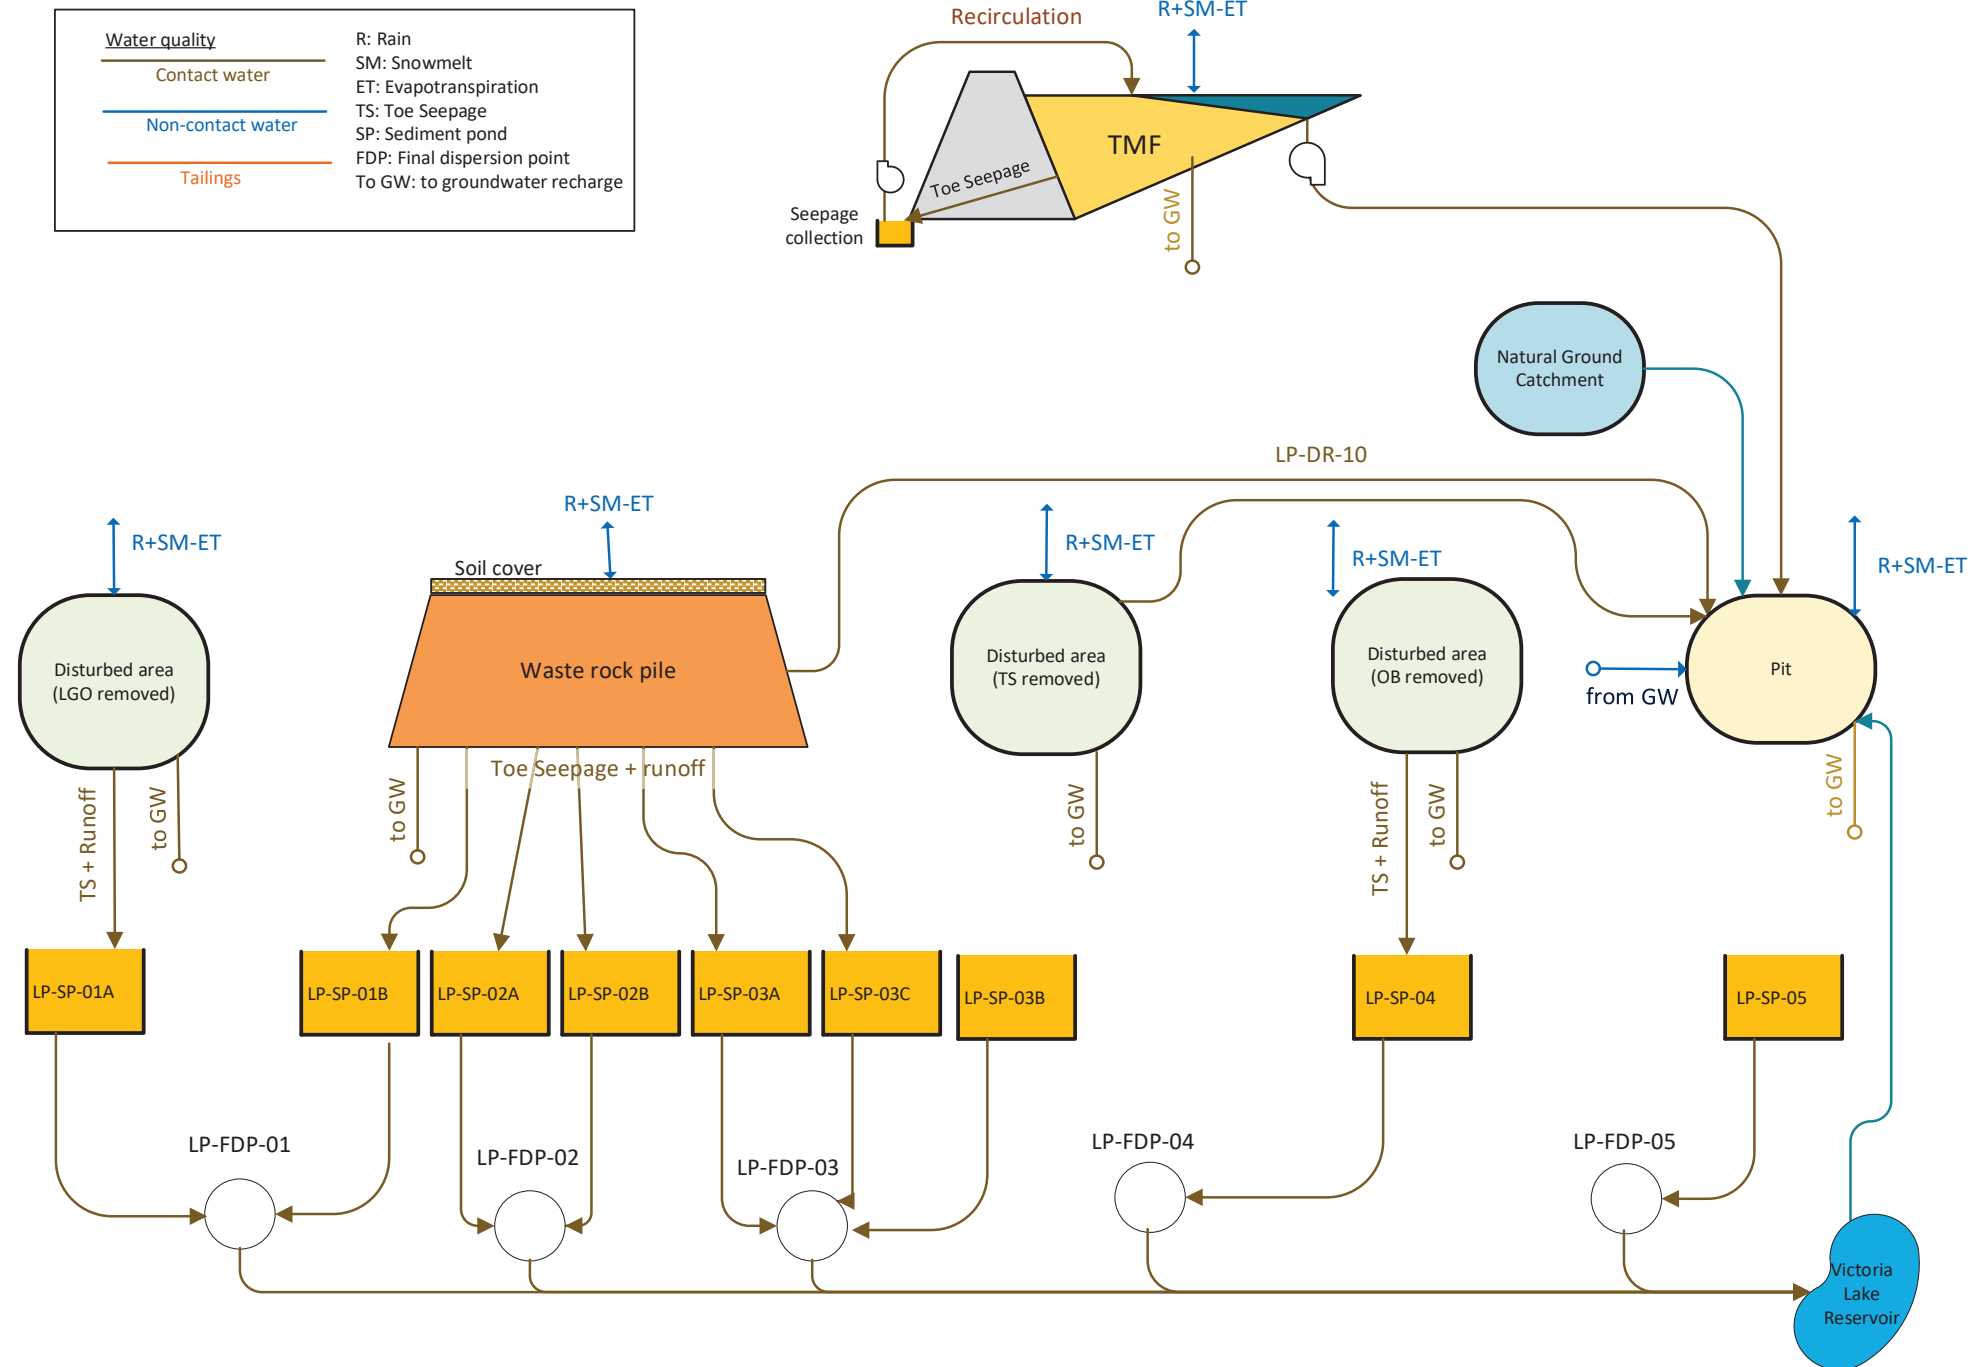 Water quality
Contact water
Non-contact water
Tailings
R: Rain
SM: Snowmelt
ET: Evapotranspiration
TS: Toe Seepage
SP: Sediment pond
FDP: Final dispersion point
To GW: to groundwater recharge
Recirculation
R+SM-ET
TMF
Toe Seepage
Seepage
collection
to GW
Natural Ground
Catchment
LP-DR-10
R+SM-ET
R+SM-ET
R+SM-ET
R+SM-ET
R+SM-ET
Soil cover
Disturbed area
(LGO removed)
Waste rock pile
Disturbed area
(TS removed)
Disturbed area
(OB removed)
Pit
from GW
Toe Seepage + runoff
TS + Runoff
to GW
to GW
to GW
TS + Runoff
to GW
to GW
LP-SP-01A
LP-SP-01B
LP-SP-02A
LP-SP-02B
LP-SP-03A
LP-SP-03C
LP-SP-03B
LP-SP-04
LP-SP-05
LP-FDP-01
LP-FDP-02
LP-FDP-03
LP-FDP-04
LP-FDP-05
Victoria
Lake
Reservoir